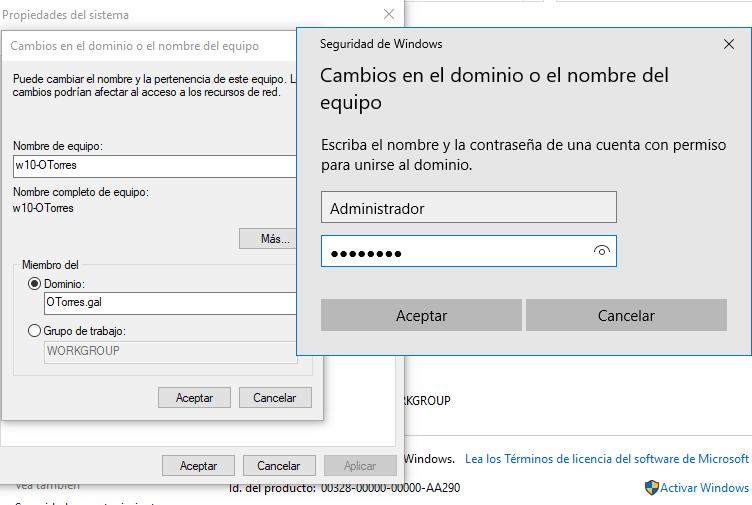 Propiedades del sistema
Cambios en el dominio o el nombre del equipo
Puede cambiar el nombre y la pertenencia de este equipo. L
cambios podrían afectar al acceso a los recursos de red.
Nombre de equipo:
w10-OTorres
Nombre completo de equipo:
w10-OTorres
Más...
Miembro del
Dominio:
OTorres.gal
Grupo de trabajo:
WORKGROUP
Aceptar
Cancelar
Aceptar
Cancelar
Aplicar
Seguridad de Windows
Cambios en el dominio o el nombre del
equipo
Escriba el nombre y la contraseña de una cuenta con permiso
para unirse al dominio.
Administrador
●●●●●●●●
Aceptar
Cancelar
RKGROUP
Windows.
Lea los Términos de licencia del software de Microsoft
Vea también
Id. del producto: 00328-00000-00000-AA290
Activar Windows